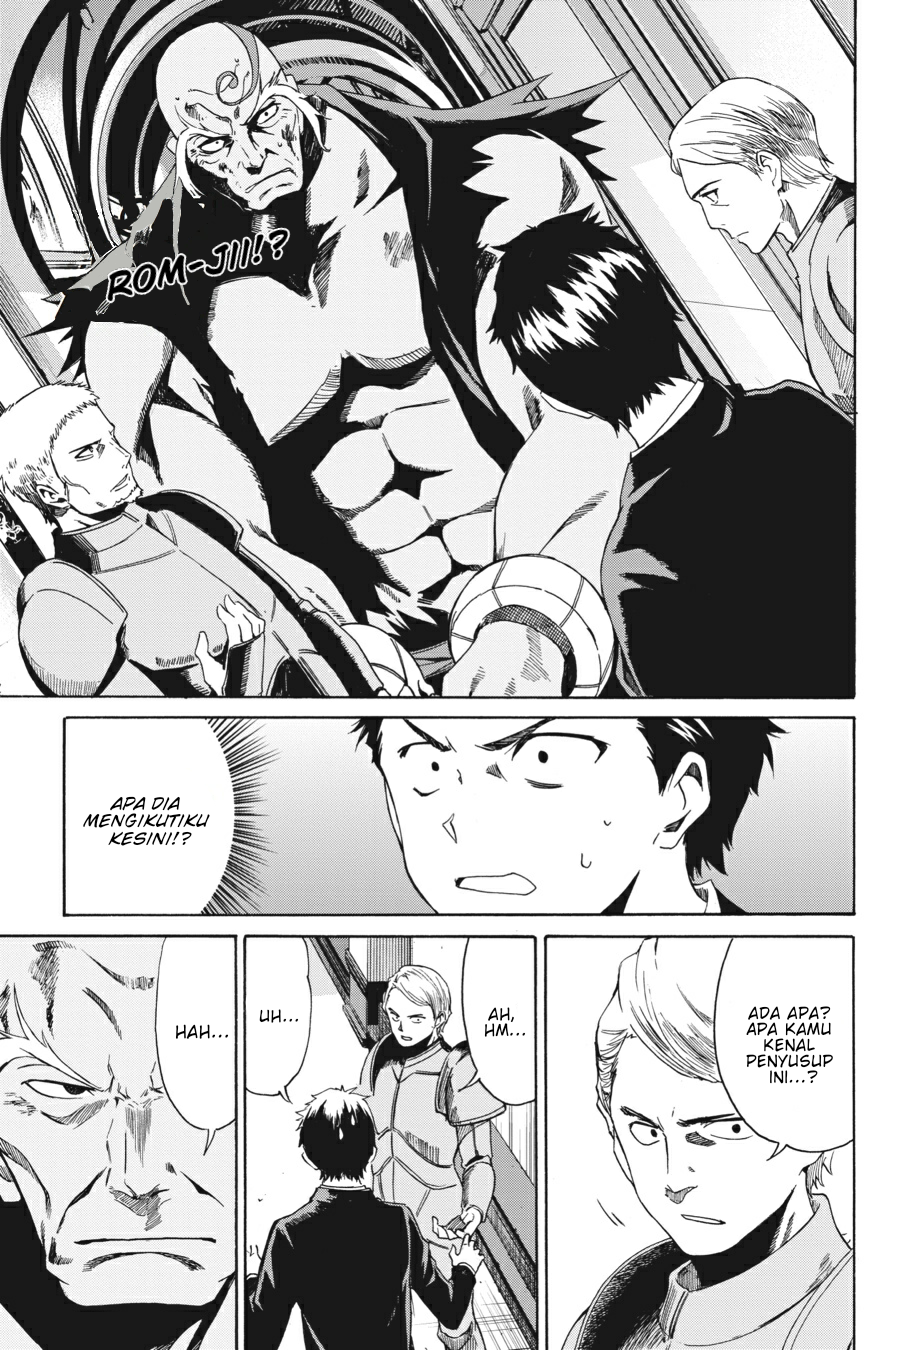 ROM-JII!?
APA DIA
MENGIKUTIKU
KESINI!?
ADA APA?
APA KAMU
KENAL
PENYUSUP
INI...?
AH,
HM...
UH...
HAH...